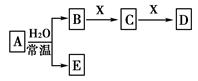 A H₂O 常温 B X C X D
E